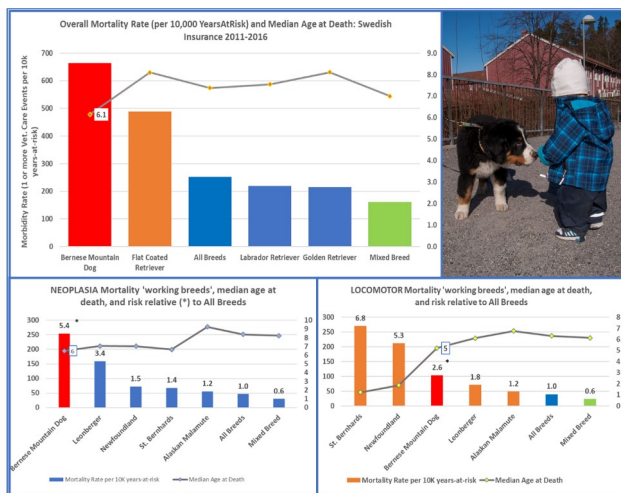 Overall Mortality Rate (per 10,000 YearsAtRisk) and Median Age at Death: Swedish
Insurance 2011-2016
Morbidity Rate (1 or more Vet. Care Events per 10k
years-at-risk)
700
600
500
400
300
200
100
0
6.1
9.0
8.0
7.0
6.0
5.0
4.0
3.0
2.0
1.0
0.0
Bernese Mountain
Dog
Flat Coated
Retriever
All Breeds
Labrador Retriever
Golden Retriever
Mixed Breed
NEOPLASIA Mortality 'working breeds', median age at
death, and risk relative (*) to All Breeds
300
250
200
150
100
50
0
5.4
*
6
3.4
1.5
1.4
1.2
1.0
0.6
10
9
8
7
6
5
4
3
2
1
0
Bernese Mountain Dog
Leonberger
Newfoundland
St. Bernhards
Alaskan Malamute
All Breeds
Mixed Breed
Mortality Rate per 10K years-at-risk
Median Age at Death
LOCOMOTOR Mortality 'working breeds', median age at death,
and risk relative to All Breeds
300
250
200
150
100
50
0
6.8
5.3
2.6
5
*
1.8
1.2
1.0
0.6
8
7
6
5
4
3
2
1
0
St. Bernhards
Newfoundland
Bernese Mountain Dog
Leonberger
Alaskan Malamute
All Breeds
Mixed Breed
Mortality Rate per 10K years-at-risk
Median Age at Death